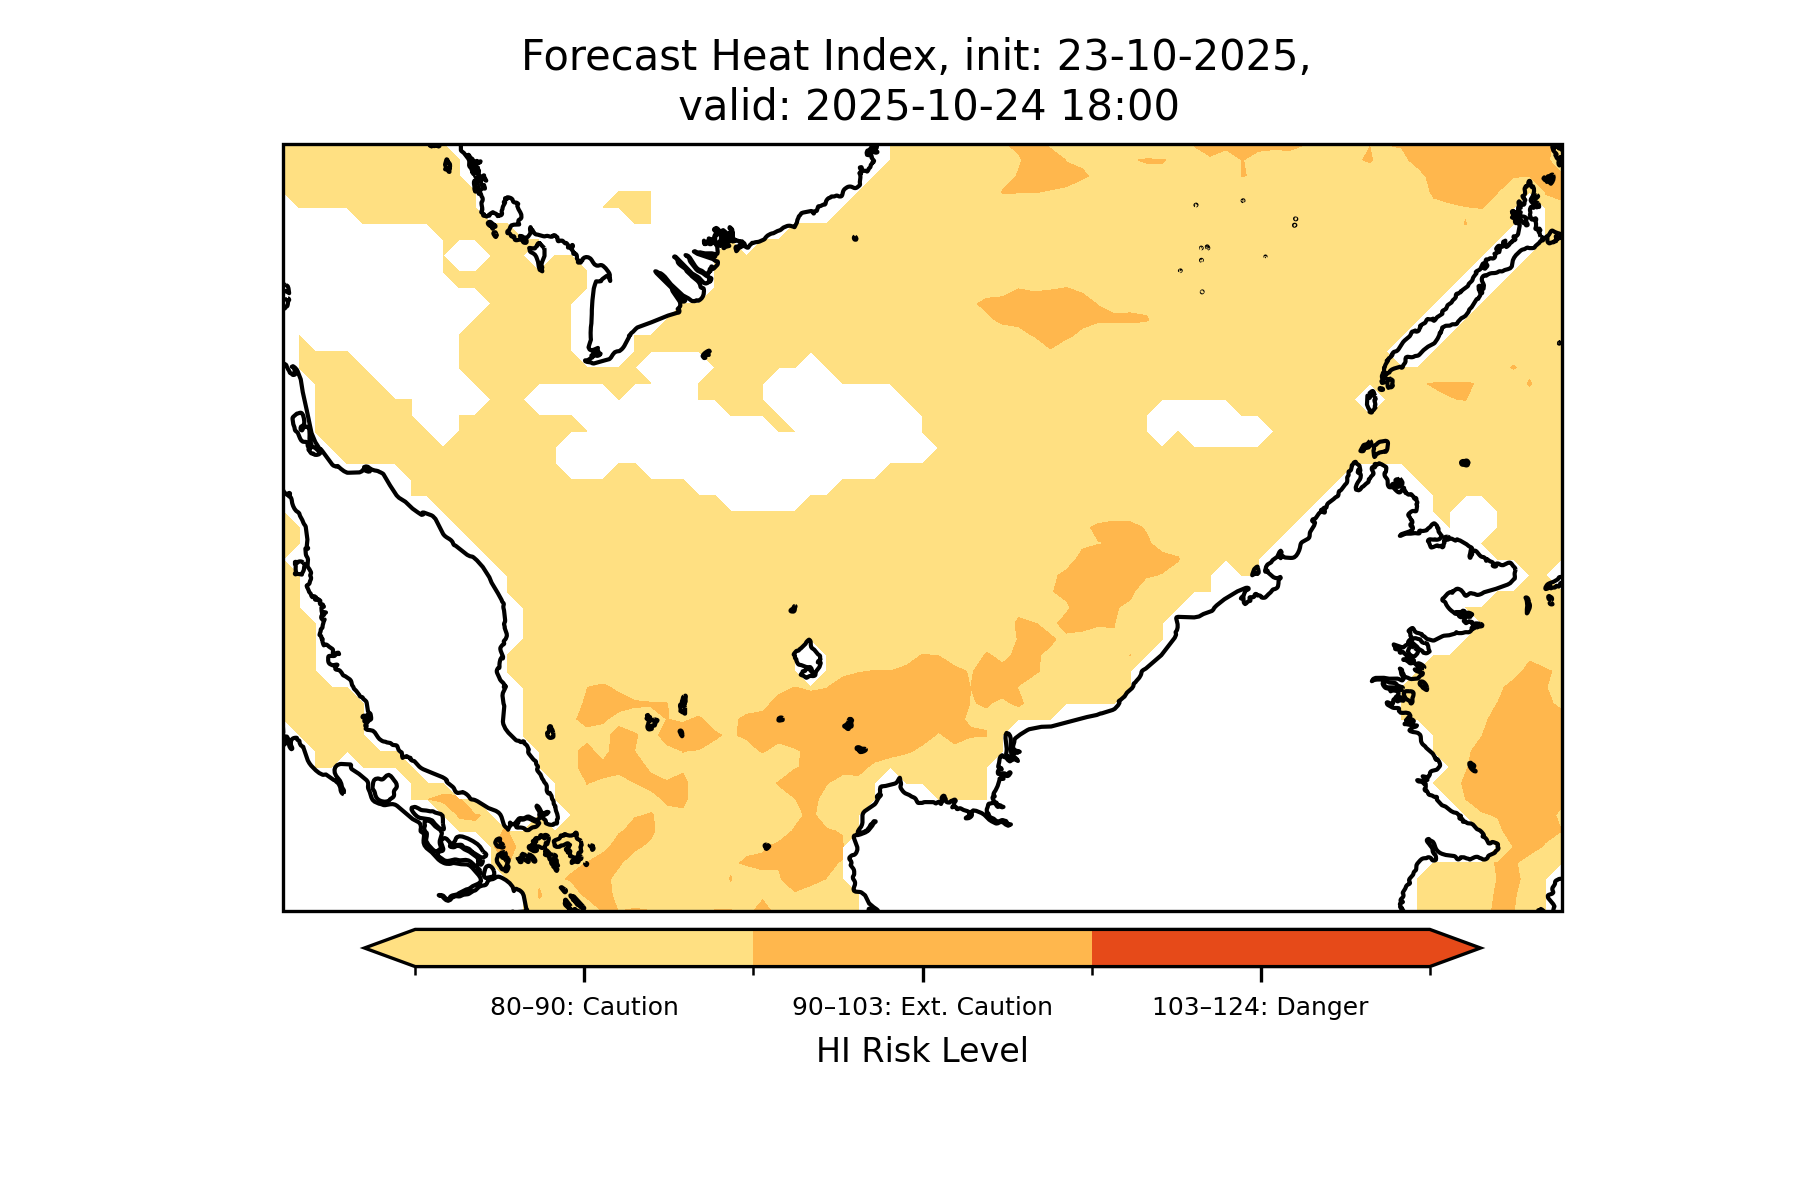 Forecast Heat Index, init: 23-10-2025,
valid: 2025-10-24 18:00
80–90: Caution
90–103: Ext. Caution
103–124: Danger
HI Risk Level